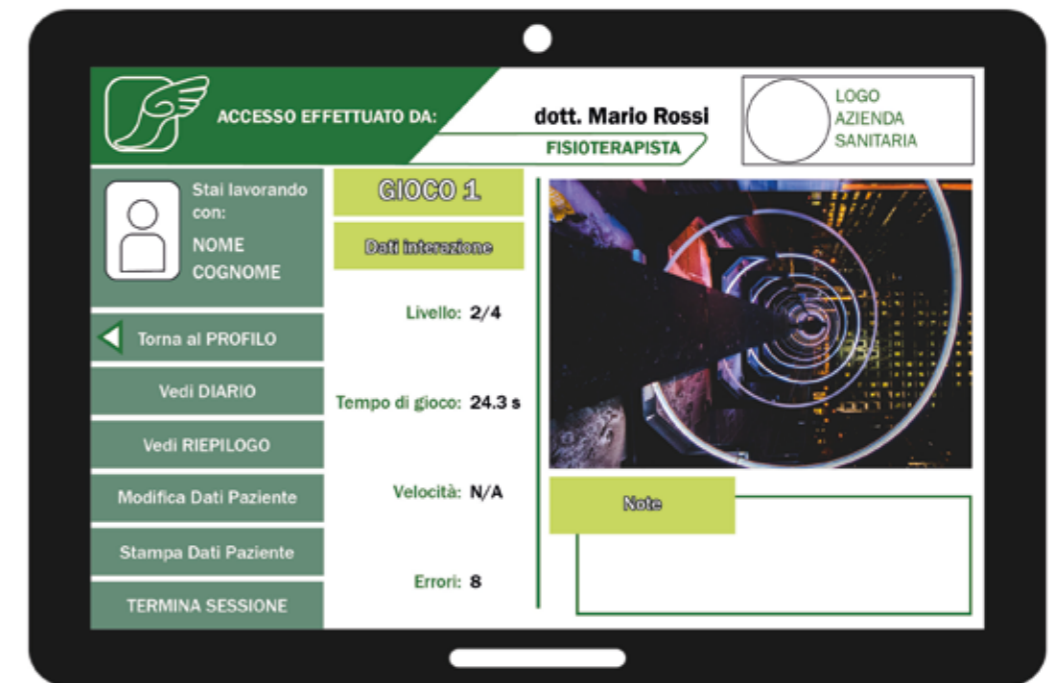 ACCESSO EFFETTUATO DA:
dott. Mario Rossi
FISIOTERAPISTA
LOGO
AZIENDA
SANITARIA
Stai lavorando
con:
NOME
COGNOME
Torna al PROFILO
Vedi DIARIO
Vedi RIEPILOGO
Modifica Dati Paziente
Stampa Dati Paziente
TERMINA SESSIONE
GIOCO 1
Dati interazione
Livello: 2/4
Tempo di gioco: 24.3 s
Velocità: N/A
Errori: 8
Note